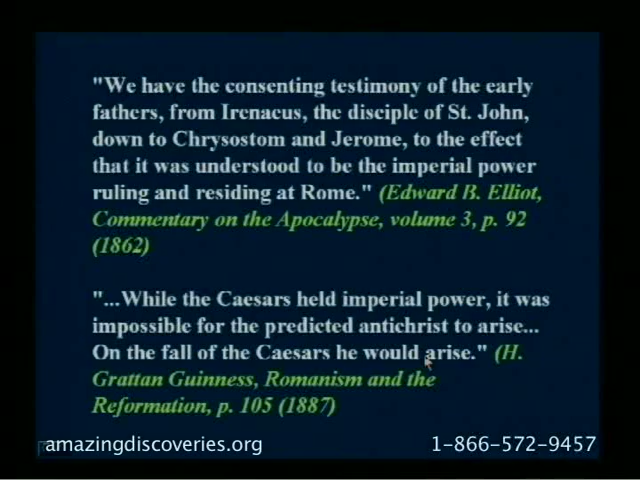 "We have the consenting testimony of the early
fathers, from Irenaeus, the disciple of St. John,
down to Chrysostom and Jerome, to the effect
that it was understood to be the imperial power
ruling and residing at Rome." (Edward B. Elliot,
Commentary on the Apocalypse, volume 3, p. 92
(1862)
"...While the Caesars held imperial power, it was
impossible for the predicted antichrist to arise...
On the fall of the Caesars he would arise." (H.
Grattan Guinness, Romanism and the
Reformation, p. 105 (1887)
amazingdiscoveries.org 1-866-572-9457